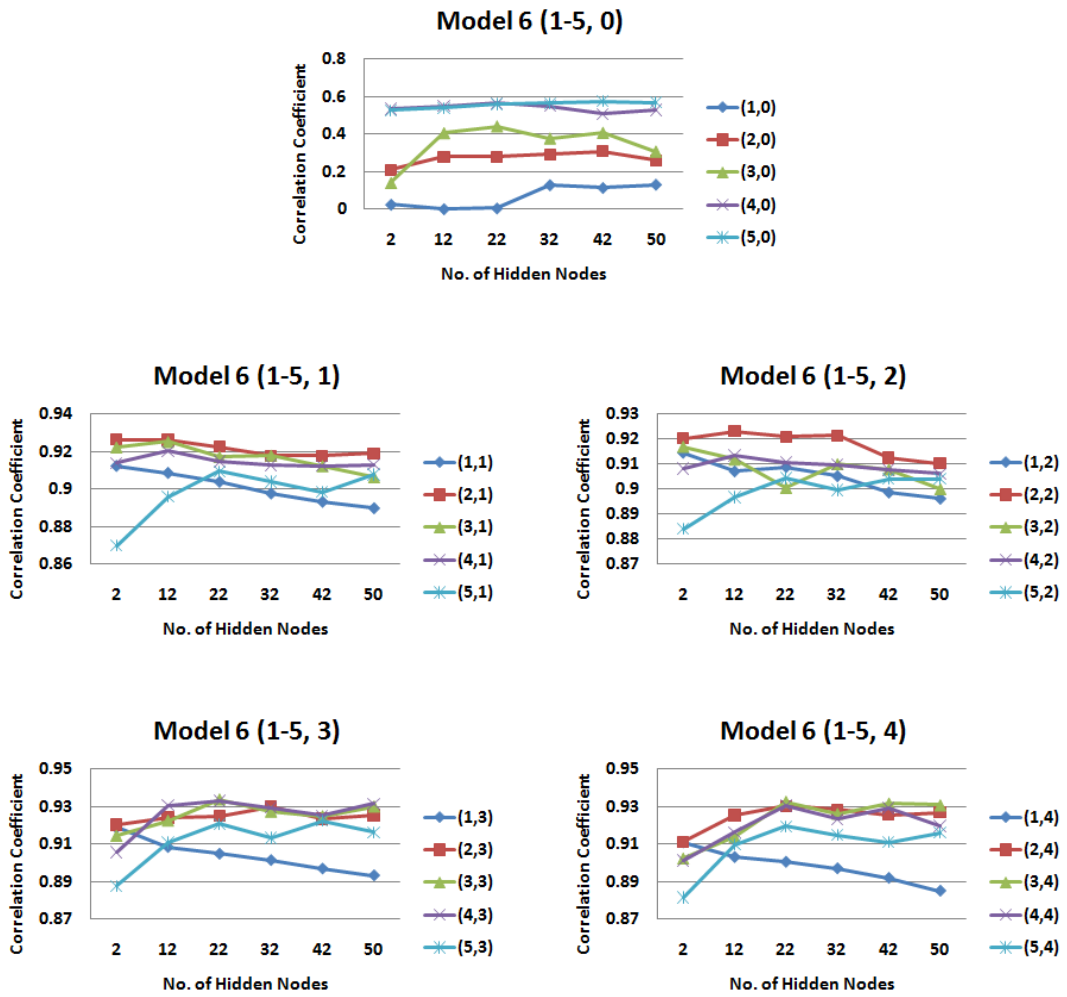 Model 6 (1-5, 0)
Correlation Coefficient
0.8
0.6
0.4
0.2
0
2 12 22 32 42 50
No. of Hidden Nodes
(1,0)
(2,0)
(3,0)
(4,0)
(5,0)
Model 6 (1-5, 1)
Correlation Coefficient
0.94
0.92
0.9
0.88
0.86
2 12 22 32 42 50
No. of Hidden Nodes
(1,1)
(2,1)
(3,1)
(4,1)
(5,1)
Model 6 (1-5, 2)
Correlation Coefficient
0.93
0.92
0.91
0.9
0.89
0.88
0.87
2 12 22 32 42 50
No. of Hidden Nodes
(1,2)
(2,2)
(3,2)
(4,2)
(5,2)
Model 6 (1-5, 3)
Correlation Coefficient
0.95
0.93
0.91
0.89
0.87
2 12 22 32 42 50
No. of Hidden Nodes
(1,3)
(2,3)
(3,3)
(4,3)
(5,3)
Model 6 (1-5, 4)
Correlation Coefficient
0.95
0.93
0.91
0.89
0.87
2 12 22 32 42 50
No. of Hidden Nodes
(1,4)
(2,4)
(3,4)
(4,4)
(5,4)